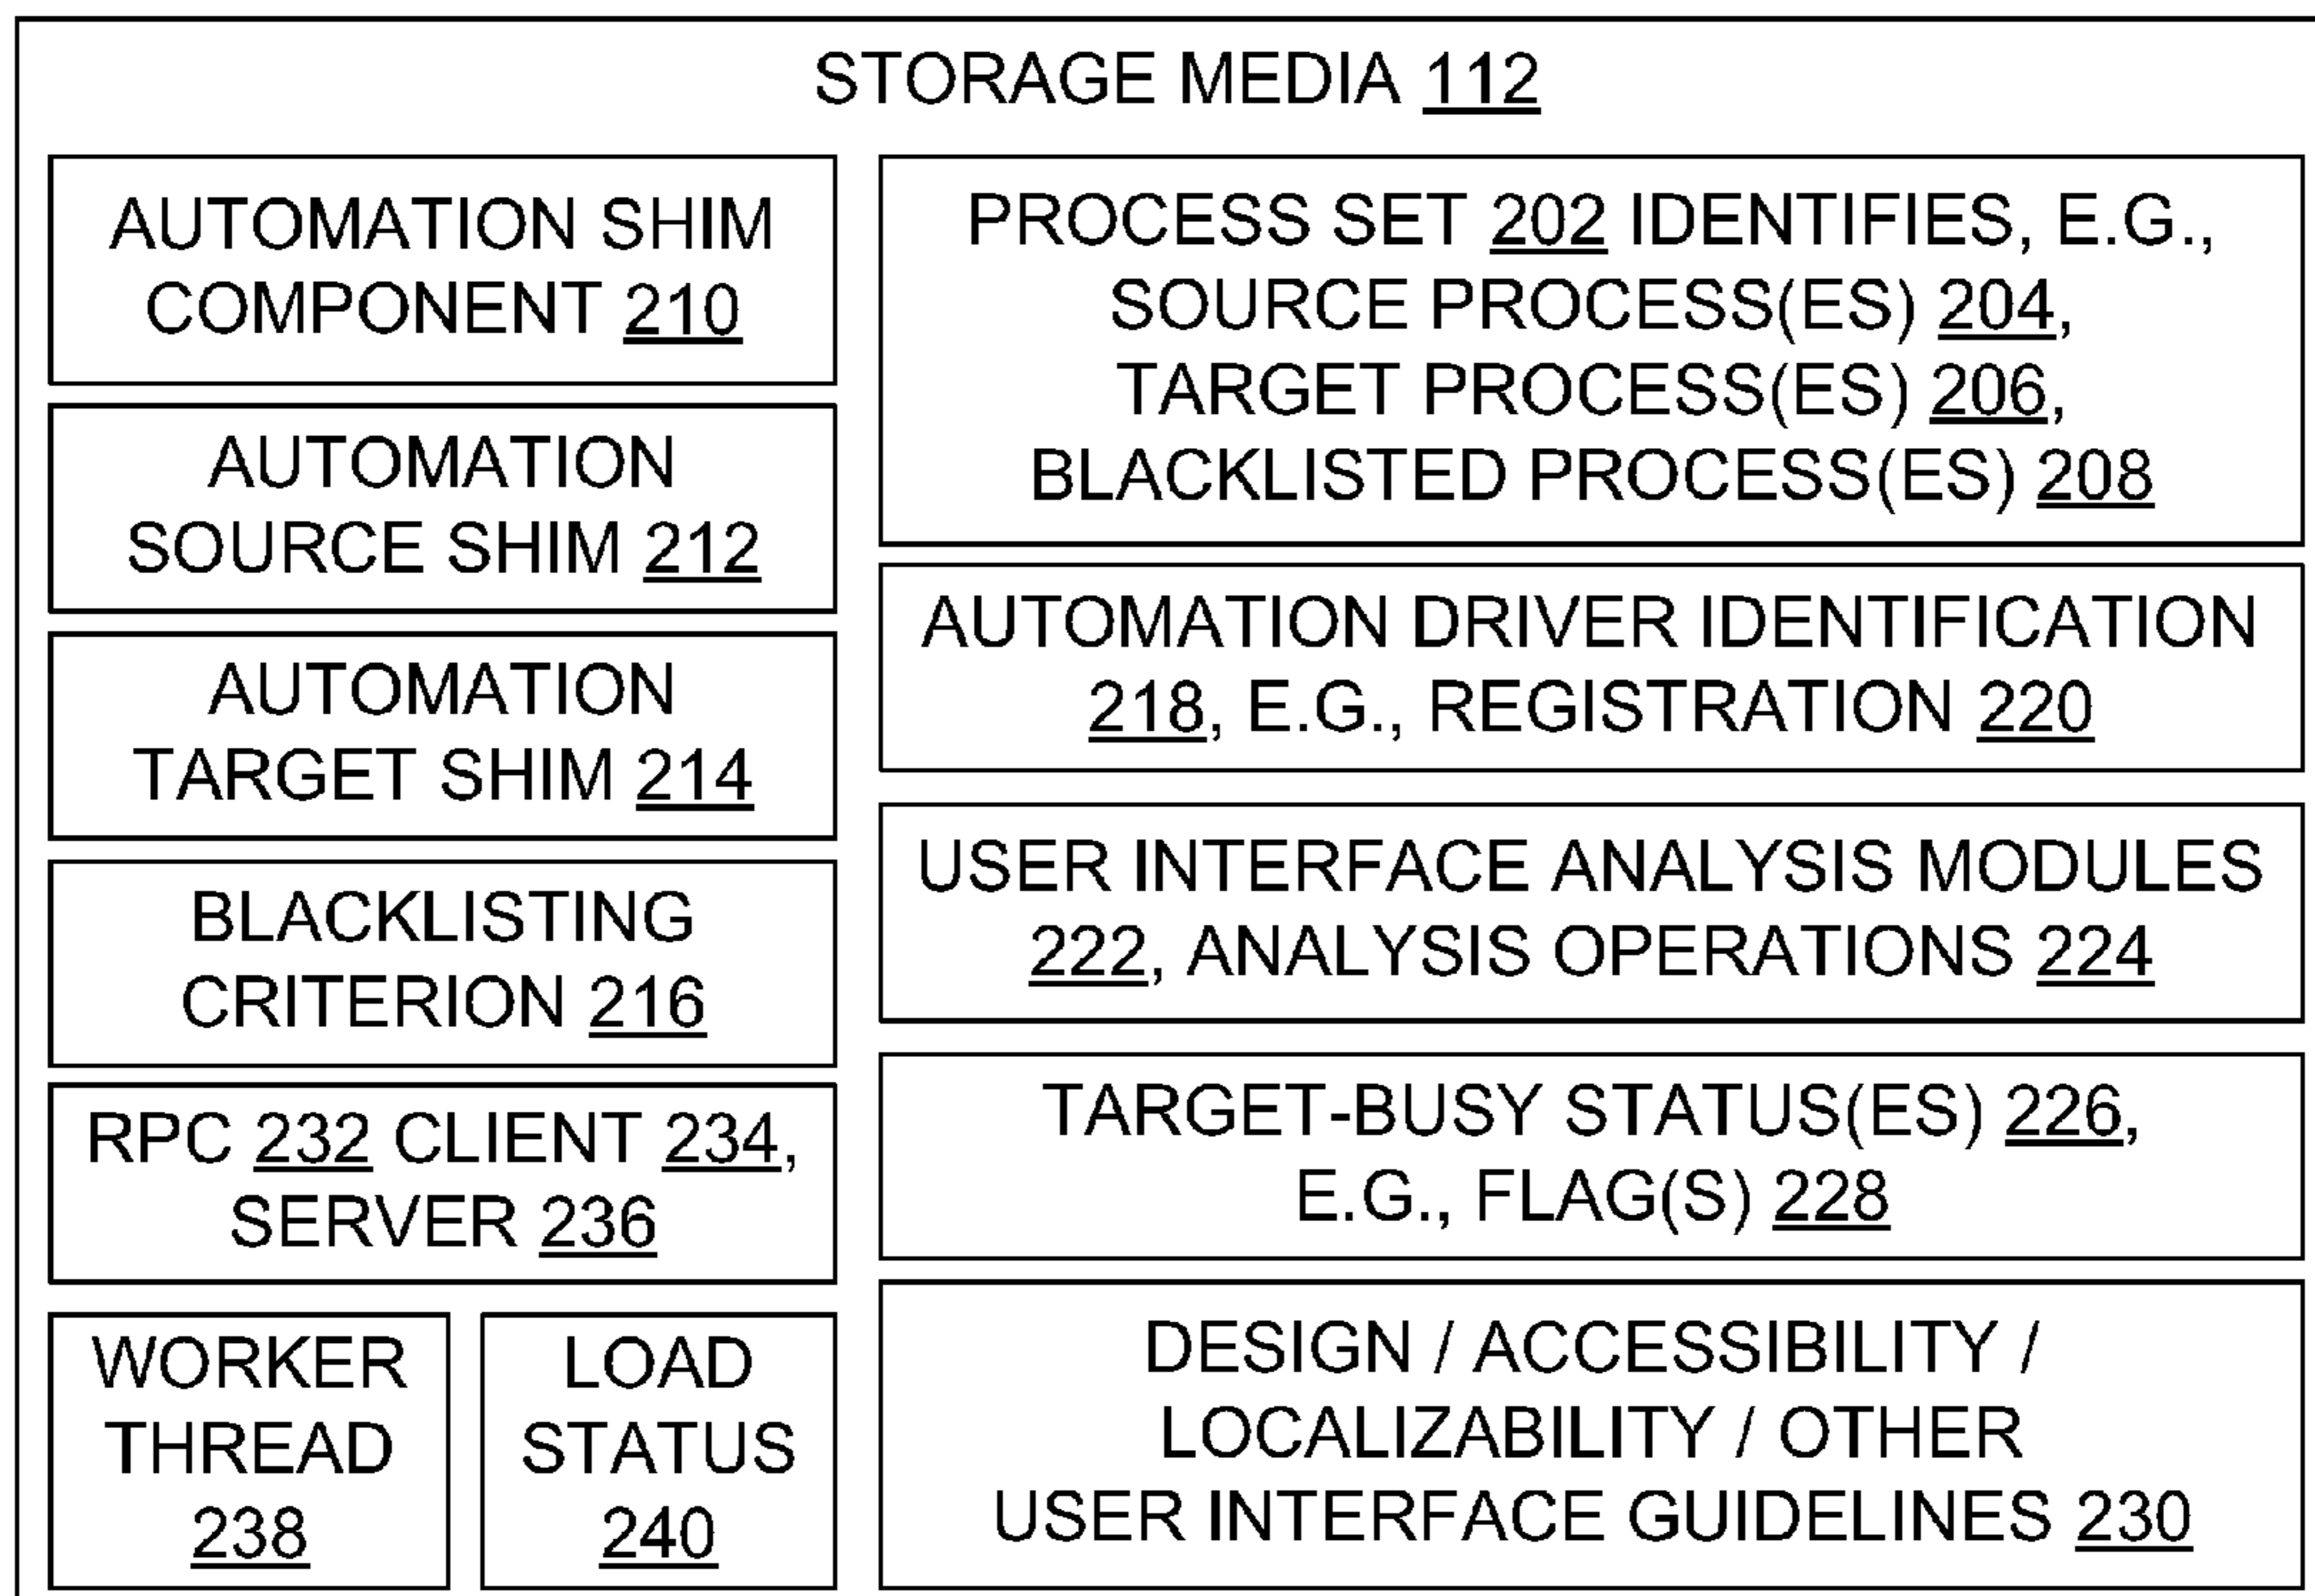 STORAGE MEDIA 112
AUTOMATION SHIM
COMPONENT 210
AUTOMATION
SOURCE SHIM 212
AUTOMATION
TARGET SHIM 214
BLACKLISTING
CRITERION 216
RPC 232 CLIENT 234,
SERVER 236
WORKER
THREAD
238
LOAD
STATUS
240
PROCESS SET 202 IDENTIFIES, E.G.,
SOURCE PROCESS(ES) 204,
TARGET PROCESS(ES) 206,
BLACKLISTED PROCESS(ES) 208
AUTOMATION DRIVER IDENTIFICATION
218, E.G., REGISTRATION 220
USER INTERFACE ANALYSIS MODULES
222, ANALYSIS OPERATIONS 224
TARGET-BUSY STATUS(ES) 226,
E.G., FLAG(S) 228
DESIGN / ACCESSIBILITY /
LOCALIZABILITY / OTHER
USER INTERFACE GUIDELINES 230